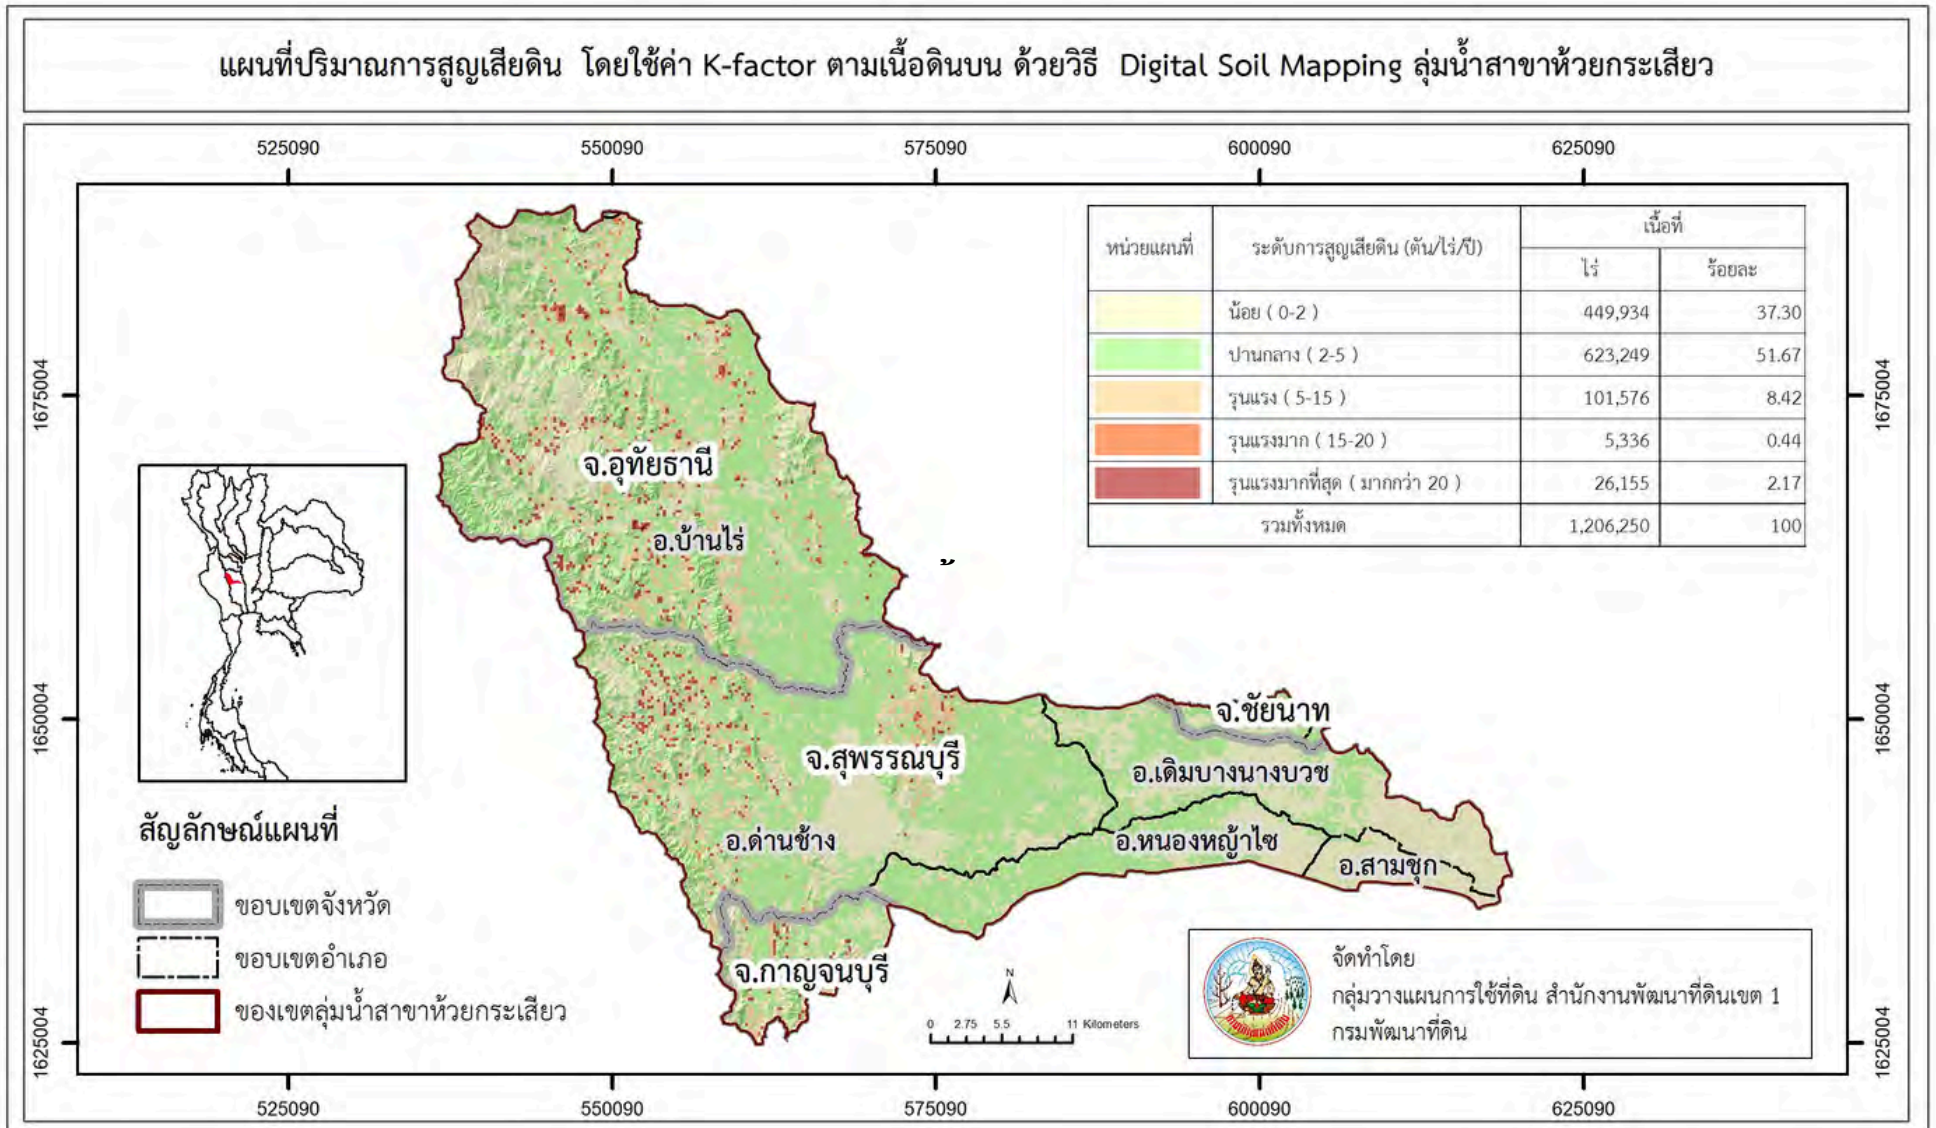 แผนที่ปริมาณการสูญเสียดิน โดยใช้ค่า K-factor ตามเนื้อดินบน ด้วยวิธี Digital Soil Mapping ลุ่มน้ำสาขาห้วยกระเสียว
525090 550090 575090 600090 625090
หน่วยแผนที่ ระดับการสูญเสียดิน (ตัน/ไร่/ปี) เนื้อที่
ไร่ ร้อยละ
น้อย ( 0-2 ) 449,934 37.30
ปานกลาง ( 2-5 ) 623,249 51.67
รุนแรง ( 5-15 ) 101,576 8.42
รุนแรงมาก ( 15-20 ) 5,336 0.44
รุนแรงมากที่สุด ( มากกว่า 20 ) 26,155 2.17
รวมทั้งหมด 1,206,250 100
1675004 1675004
จ.อุทัยธานี
อ.บ้านไร่
1650004 1650004
จ.ชัยนาท
จ.สุพรรณบุรี
อ.เดิมบางนางบวช
อ.ด่านช้าง
อ.หนองหญ้าไซ
อ.สามชุก
จ.กาญจนบุรี
สัญลักษณ์แผนที่
ขอบเขตจังหวัด
ขอบเขตอำเภอ
ของเขตลุ่มน้ำสาขาห้วยกระเสียว
N
0 2.75 5.5 11 Kilometers
จัดทำโดย
กลุ่มวางแผนการใช้ที่ดิน สำนักงานพัฒนาที่ดินเขต 1
กรมพัฒนาที่ดิน
1625004 1625004
525090 550090 575090 600090 625090